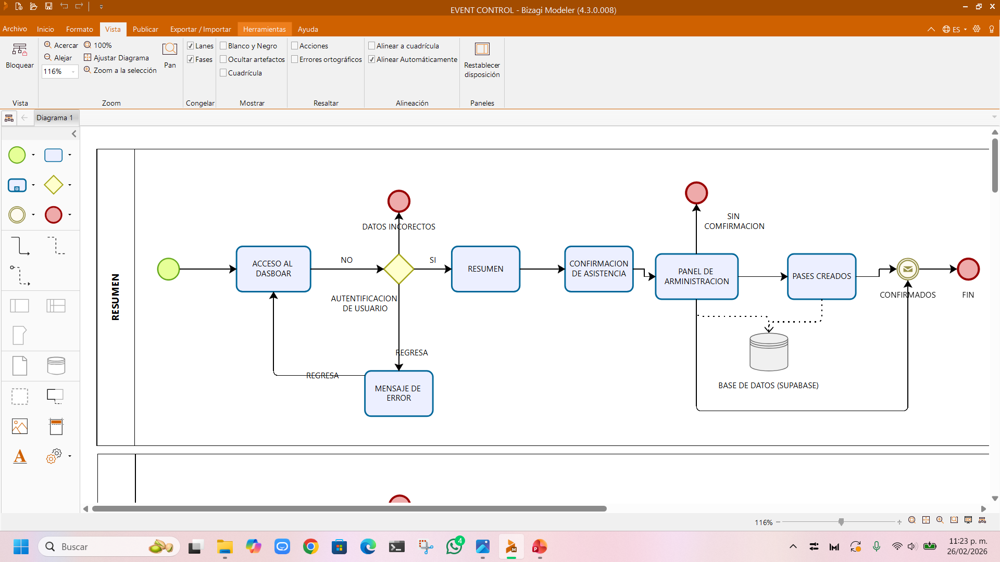 EVENT CONTROL - Bizagi Modeler (4.3.0.008)
Archivo Inicio Formato Vista Publicar Exportar / Importar Herramientas Ayuda
ES
Bloquear
Vista
Acercar
Alejar
116%
100%
Ajustar Diagrama
Zoom a la selección
Pan
Zoom
Lanes
Fases
Congelar
Blanco y Negro
Ocultar artefactos
Cuadrícula
Mostrar
Acciones
Errores ortográficos
Resaltar
Alinear a cuadrícula
Alinear Automáticamente
Alineación
Restablecer
disposición
Paneles
Diagrama 1
RESUMEN
DATOS INCORECTOS
SIN
COMFIRMACION
ACCESO AL
DASBOAR
NO
SI
RESUMEN
CONFIRMACION
DE ASISTENCIA
PANEL DE
ARMINISTRACION
PASES CREADOS
CONFIRMADOS
FIN
AUTENTIFICACION
DE USUARIO
REGRESA
REGRESA
MENSAJE DE
ERROR
BASE DE DATOS (SUPABASE)
A
116%
Buscar
4
M
P
11:23 p. m.
26/02/2026